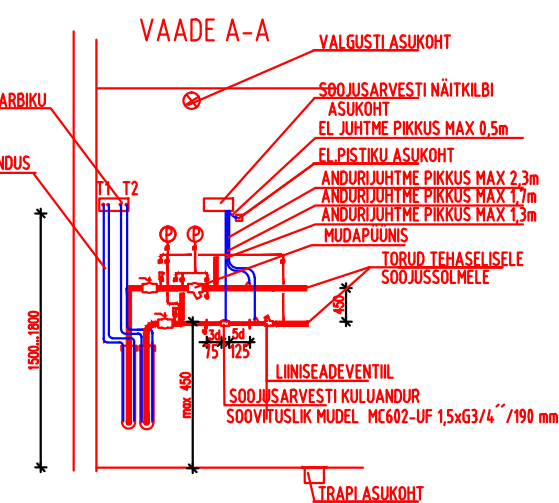 VAADE A-A
VALGUSTI ASUKOHT
ARBIKU
SOOJUSARVESTI NÄITKILBI
ASUKOHT
EL JUHTME PIKKUS MAX 0,5m
EL.PISTIKU ASUKOHT
NDUS
ANDURIJUHTME PIKKUS MAX 2,3m
T1 T2
ANDURIJUHTME PIKKUS MAX 1,7m
ANDURIJUHTME PIKKUS MAX 1,3m
MUDAPÜÜNIS
P P
TORUD TEHASELISELE
SOOJUSSOLMELE
450
1500...1800
3d 5d
75 125
max 450
LIINISEADEVENTIIL
SOOJUSARVESTI KULUANDUR
SOOVITUSLIK MUDEL MC602-UF 1,5xG3/4´´/190 mm
TRAPI ASUKOHT